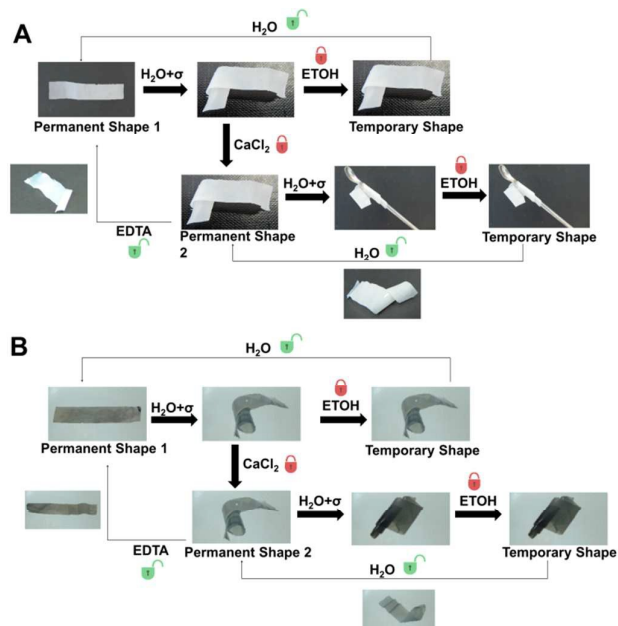 A
H₂O
H₂O+σ
ETOH
Permanent Shape 1
Temporary Shape
CaCl₂
H₂O+σ
ETOH
EDTA
Permanent Shape
2
Temporary Shape
H₂O
B
H₂O
H₂O+σ
ETOH
Permanent Shape 1
Temporary Shape
CaCl₂
H₂O+σ
ETOH
EDTA
Permanent Shape 2
Temporary Shape
H₂O